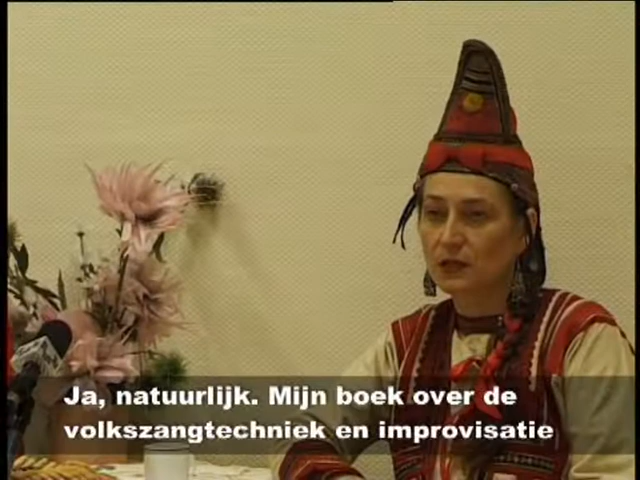 Ja, natuurlijk. Mijn boek over de
volkszangtechniek en improvisatie